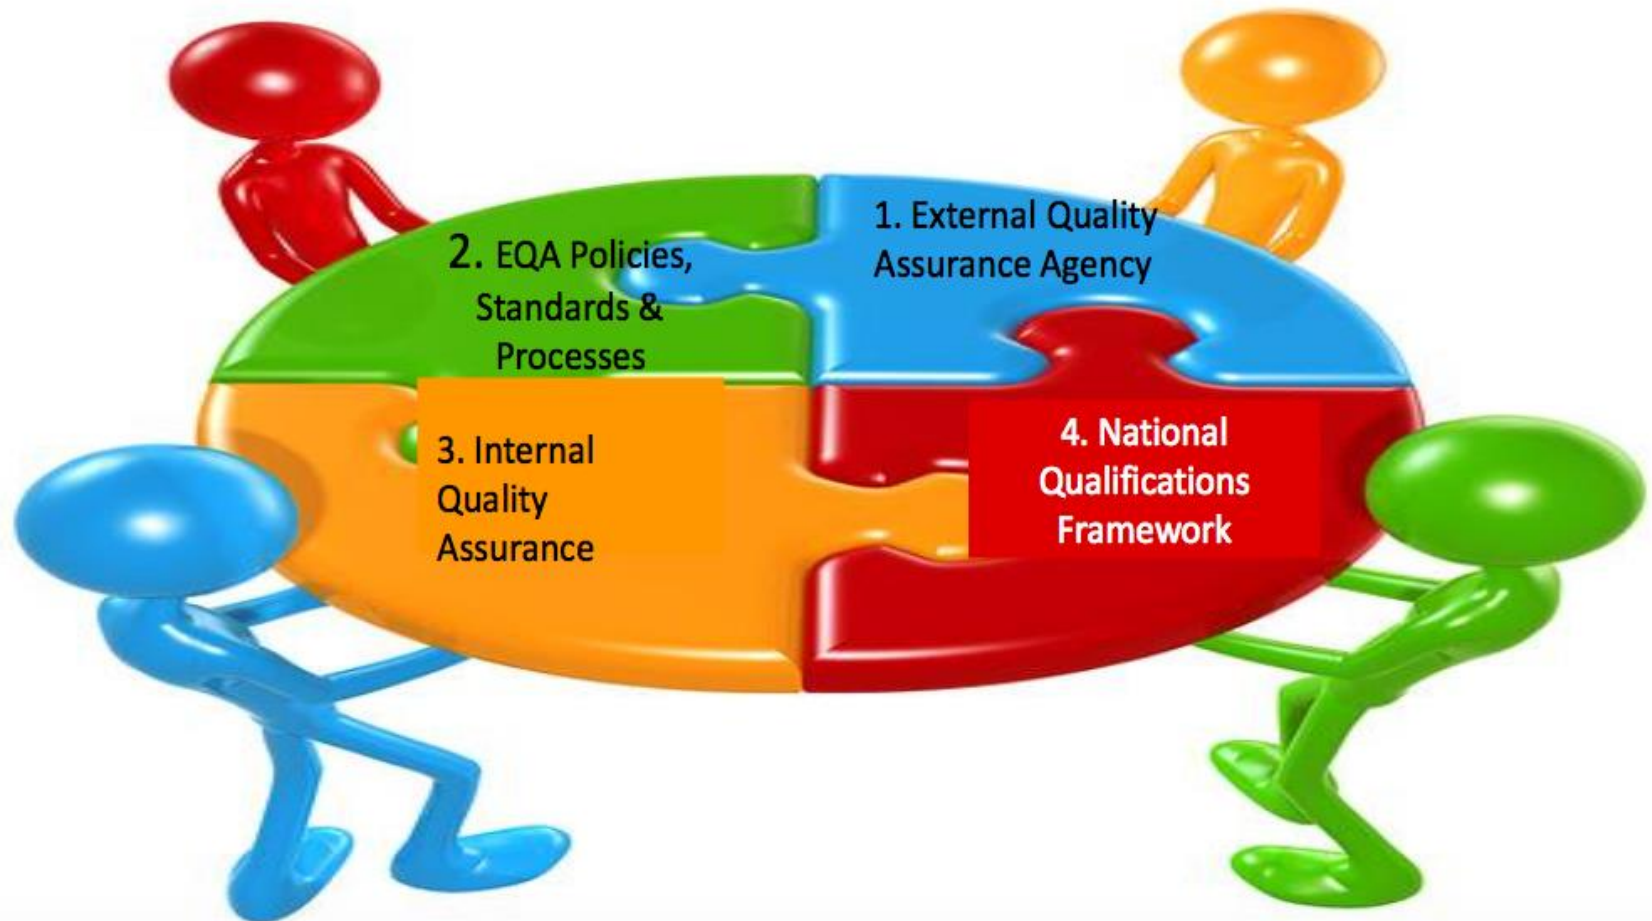 1. External Quality
Assurance Agency
2. EQA Policies,
Standards &
Processes
3. Internal
Quality
Assurance
4. National
Qualifications
Framework